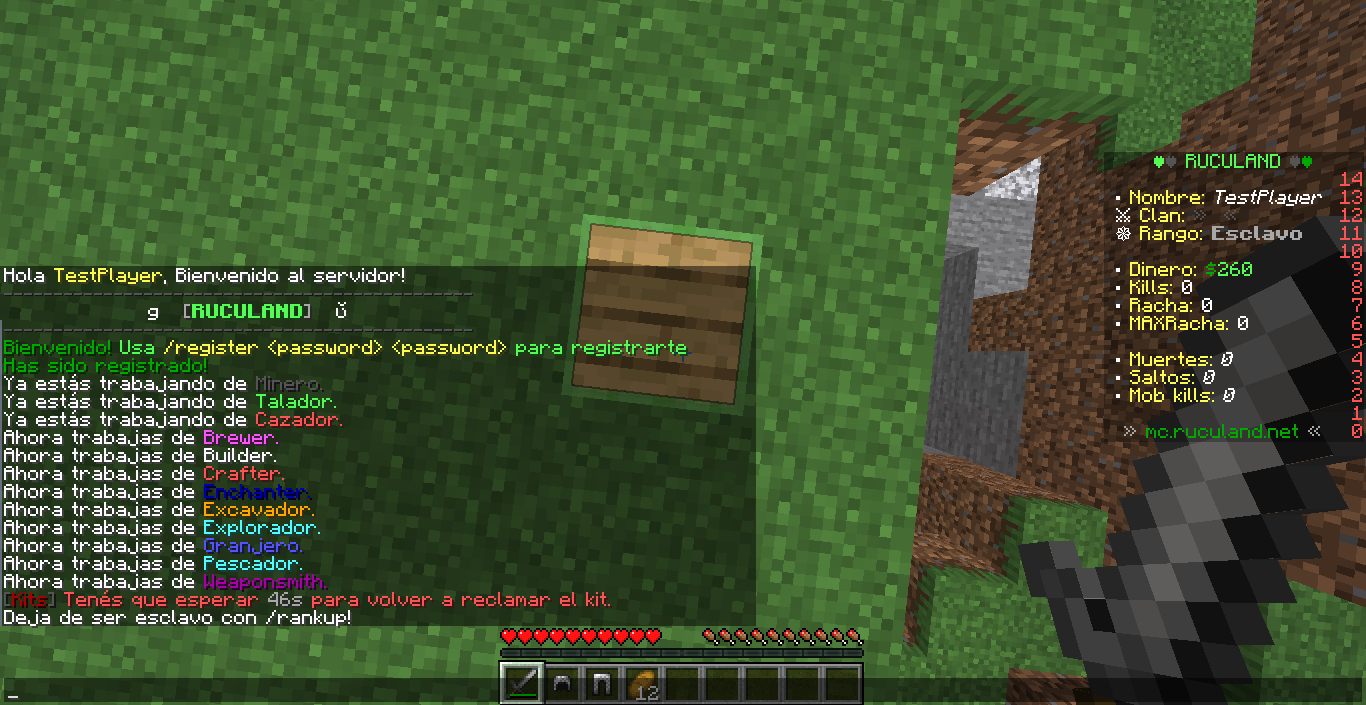 Hola TestPlayer, Bienvenido al servidor!
--------------------------------------------
g [RUCULAND] ŭ
--------------------------------------------
Bienvenido! Usa /register <password> <password> para registrarte
Has sido registrado!
Ya estás trabajando de Minero.
Ya estás trabajando de Talador.
Ya estás trabajando de Cazador.
Ahora trabajas de Brewer.
Ahora trabajas de Builder.
Ahora trabajas de Crafter.
Ahora trabajas de Enchanter.
Ahora trabajas de Excavador.
Ahora trabajas de Explorador.
Ahora trabajas de Granjero.
Ahora trabajas de Pescador.
Ahora trabajas de Weaponsmith.
[Kits] Tenés que esperar 46s para volver a reclamar el kit.
Deja de ser esclavo con /rankup!
_
12
♥♥ RUCULAND ♥♥
14
• Nombre: TestPlayer 13
⚔ Clan: » « 12
❁ Rango: Esclavo 11
10
• Dinero: $260 9
• Kills: 0 8
• Racha: 0 7
• MAXRacha: 0 6
5
• Muertes: 0 4
• Saltos: 0 3
• Mob kills: 0 2
1
» mc.ruculand.net « 0